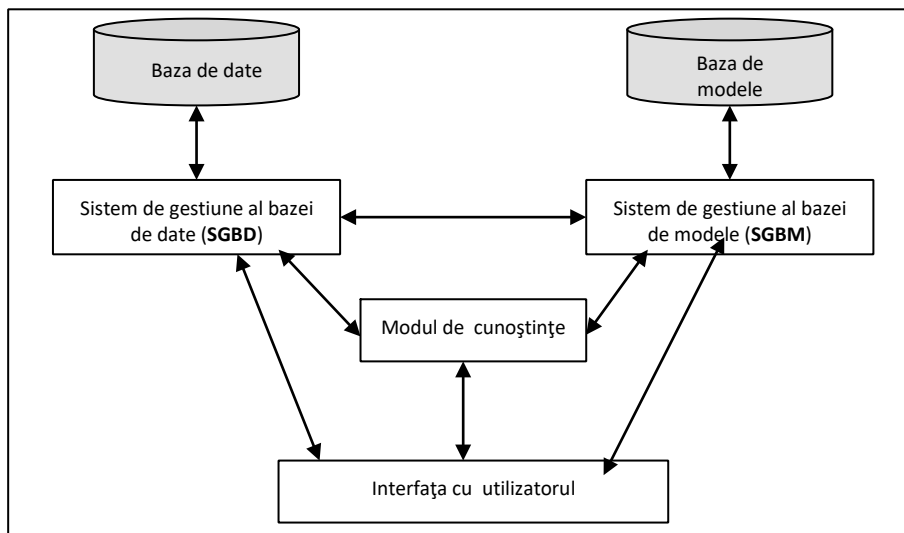 Baza de date
Baza de
modele
Sistem de gestiune al bazei
de date (SGBD)
Sistem de gestiune al bazei
de modele (SGBM)
Modul de cunoştinţe
Interfaţa cu utilizatorul